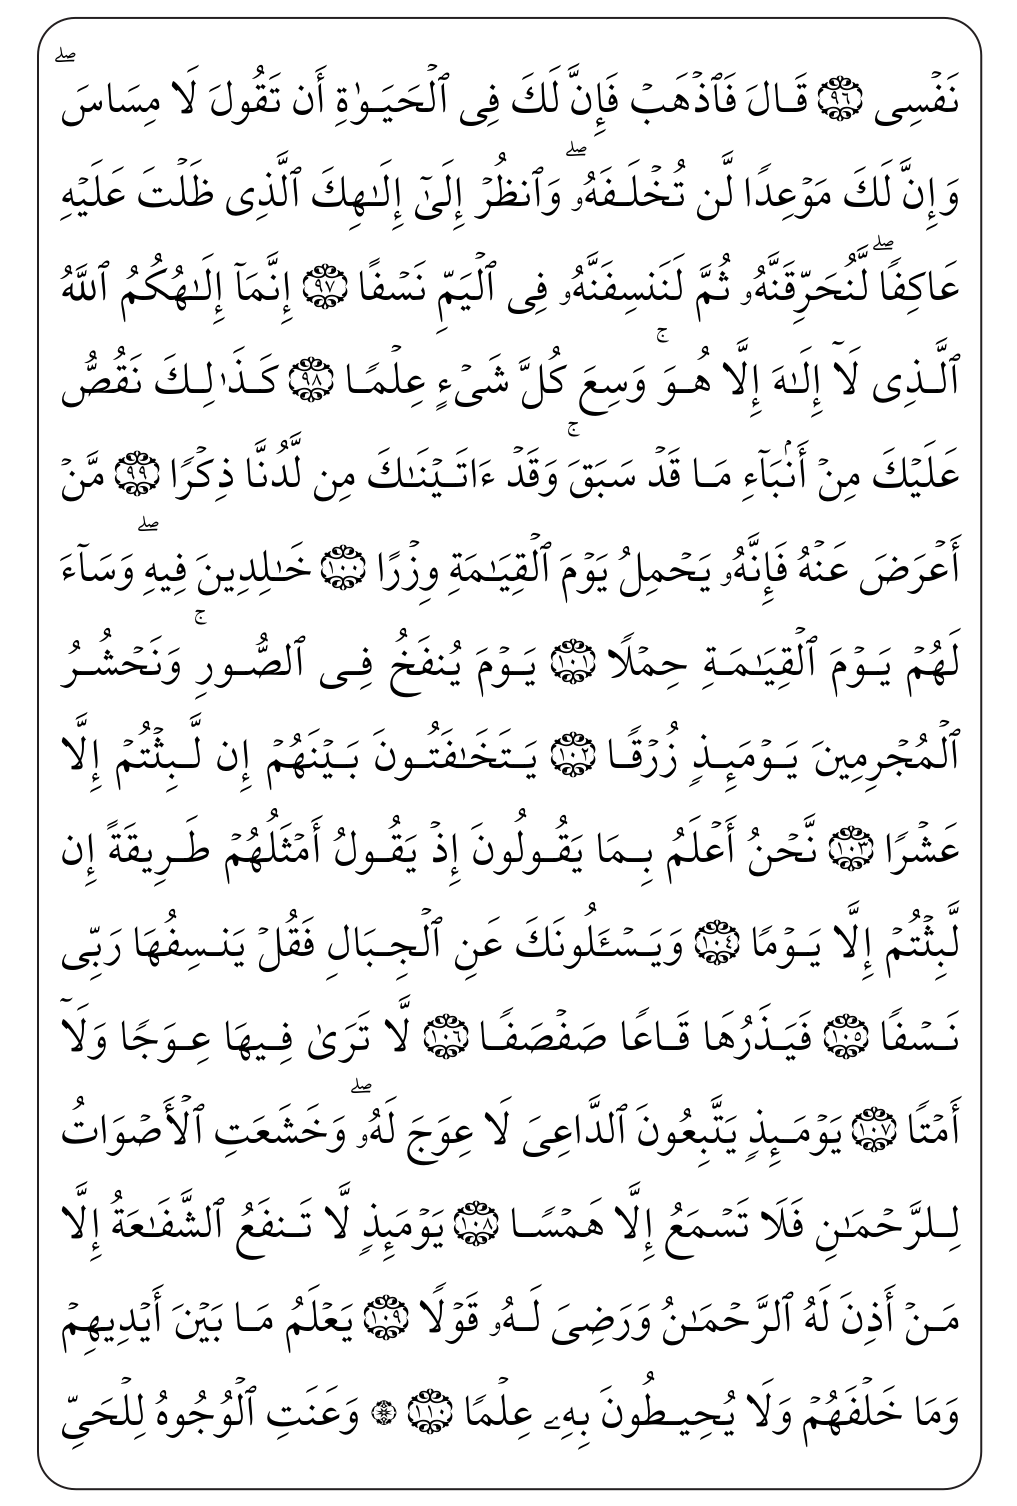 نَفۡسِى ٩٦ قَالَ فَٱذۡهَبۡ فَإِنَّ لَكَ فِى ٱلۡحَيَوٰةِ أَن تَقُولَ لَا مِسَاسَۖ
وَإِنَّ لَكَ مَوۡعِدًا لَّن تُخۡلَفَهُۥۖ وَٱنظُرۡ إِلَىٰٓ إِلَـٰهِكَ ٱلَّذِى ظَلۡتَ عَلَيۡهِ
عَاكِفًاۖ لَّنُحَرِّقَنَّهُۥ ثُمَّ لَنَنسِفَنَّهُۥ فِى ٱلۡيَمِّ نَسۡفًا ٩٧ إِنَّمَآ إِلَـٰهُكُمُ ٱللَّهُ
ٱلَّذِى لَآ إِلَـٰهَ إِلَّا هُوَۚ وَسِعَ كُلَّ شَىۡءٍ عِلۡمًا ٩٨ كَذَٰلِكَ نَقُصُّ
عَلَيۡكَ مِنۡ أَنۢبَآءِ مَا قَدۡ سَبَقَۚ وَقَدۡ ءَاتَيۡنَـٰكَ مِن لَّدُنَّا ذِكۡرًا ٩٩ مَّنۡ
أَعۡرَضَ عَنۡهُ فَإِنَّهُۥ يَحۡمِلُ يَوۡمَ ٱلۡقِيَـٰمَةِ وِزۡرًا ١٠٠ خَـٰلِدِينَ فِيهِۖ وَسَآءَ
لَهُمۡ يَوۡمَ ٱلۡقِيَـٰمَةِ حِمۡلًا ١٠١ يَوۡمَ يُنفَخُ فِى ٱلصُّورِۚ وَنَحۡشُرُ
ٱلۡمُجۡرِمِينَ يَوۡمَئِذٍ زُرۡقًا ١٠٢ يَتَخَـٰفَتُونَ بَيۡنَهُمۡ إِن لَّبِثۡتُمۡ إِلَّا
عَشۡرًا ١٠٣ نَّحۡنُ أَعۡلَمُ بِمَا يَقُولُونَ إِذۡ يَقُولُ أَمۡثَلُهُمۡ طَرِيقَةً إِن
لَّبِثۡتُمۡ إِلَّا يَوۡمًا ١٠٤ وَيَسۡـَٔلُونَكَ عَنِ ٱلۡجِبَالِ فَقُلۡ يَنسِفُهَا رَبِّى
نَسۡفًا ١٠٥ فَيَذَرُهَا قَاعًا صَفۡصَفًا ١٠٦ لَّا تَرَىٰ فِيهَا عِوَجًا وَلَآ
أَمۡتًا ١٠٧ يَوۡمَئِذٍ يَتَّبِعُونَ ٱلدَّاعِىَ لَا عِوَجَ لَهُۥۖ وَخَشَعَتِ ٱلۡأَصۡوَاتُ
لِلرَّحۡمَـٰنِ فَلَا تَسۡمَعُ إِلَّا هَمۡسًا ١٠٨ يَوۡمَئِذٍ لَّا تَنفَعُ ٱلشَّفَـٰعَةُ إِلَّا
مَنۡ أَذِنَ لَهُ ٱلرَّحۡمَـٰنُ وَرَضِىَ لَهُۥ قَوۡلًا ١٠٩ يَعۡلَمُ مَا بَيۡنَ أَيۡدِيهِمۡ
وَمَا خَلۡفَهُمۡ وَلَا يُحِيطُونَ بِهِۦ عِلۡمًا ١١٠ ۞ وَعَنَتِ ٱلۡوُجُوهُ لِلۡحَىِّ